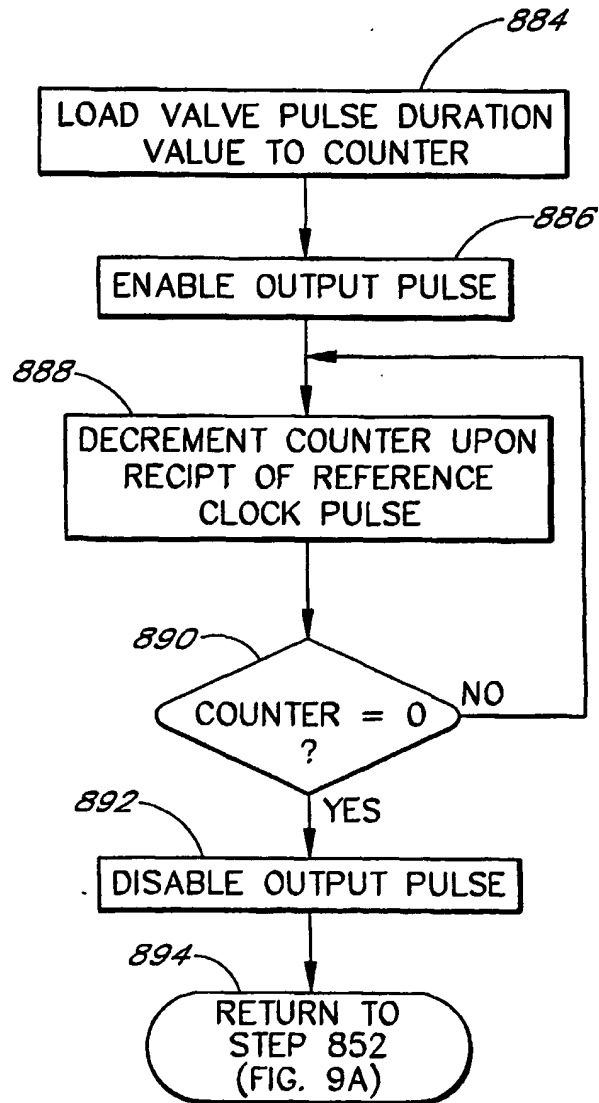 884
LOAD VALVE PULSE DURATION
VALUE TO COUNTER
886
ENABLE OUTPUT PULSE
888
DECREMENT COUNTER UPON
RECIPT OF REFERENCE
CLOCK PULSE
890
COUNTER = 0
?
NO
YES
892
DISABLE OUTPUT PULSE
894
RETURN TO
STEP 852
(FIG. 9A)